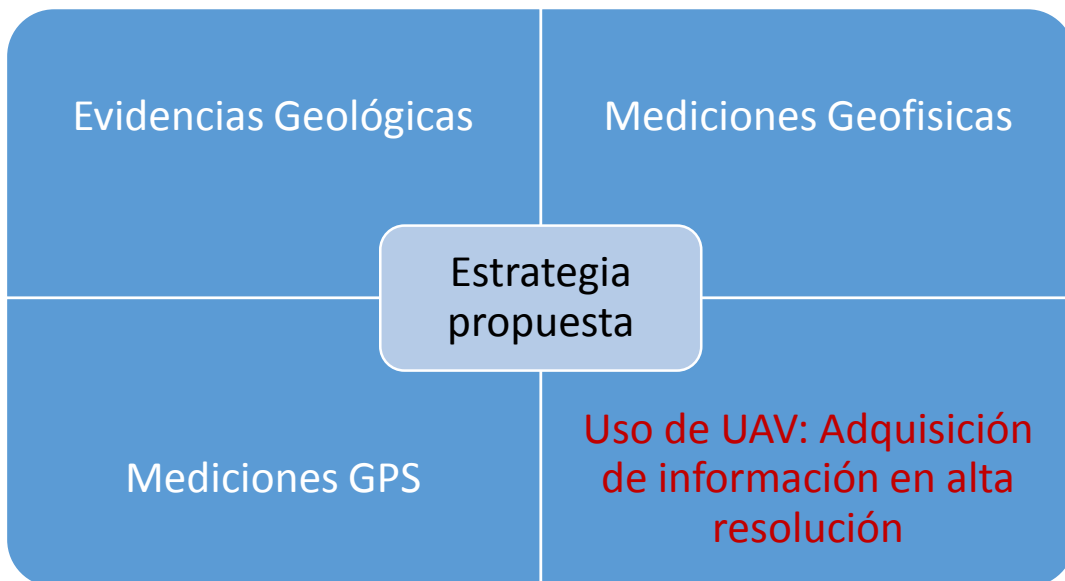 Evidencias Geológicas
Mediciones Geofisicas
Estrategia
propuesta
Mediciones GPS
Uso de UAV: Adquisición
de información en alta
resolución